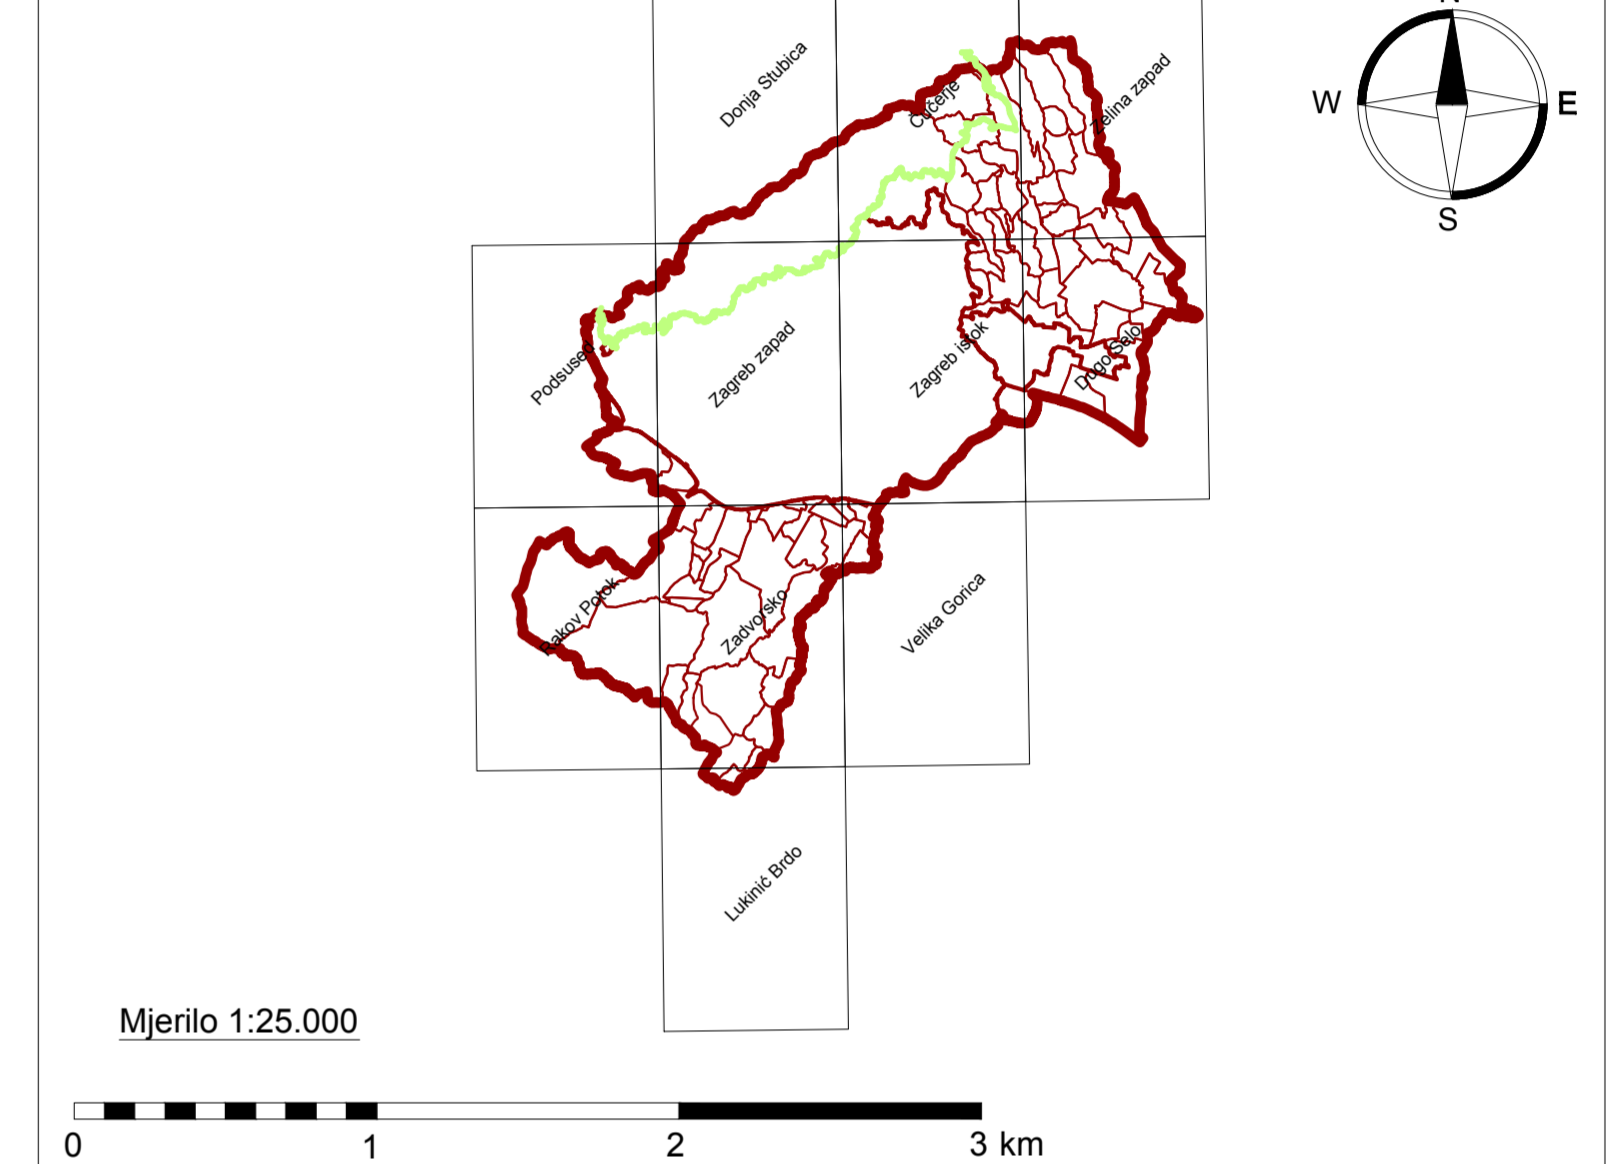 N
Donja Stubica
Čučerje
Zelina zapad
W
E
S
Podsused
Zagreb zapad
Zagreb istok
Dogo Selo
Rakov Potok
Zadvorsko
Velika Gorica
Lukinić Brdo
Mjerilo 1:25.000
0 1 2 3 km